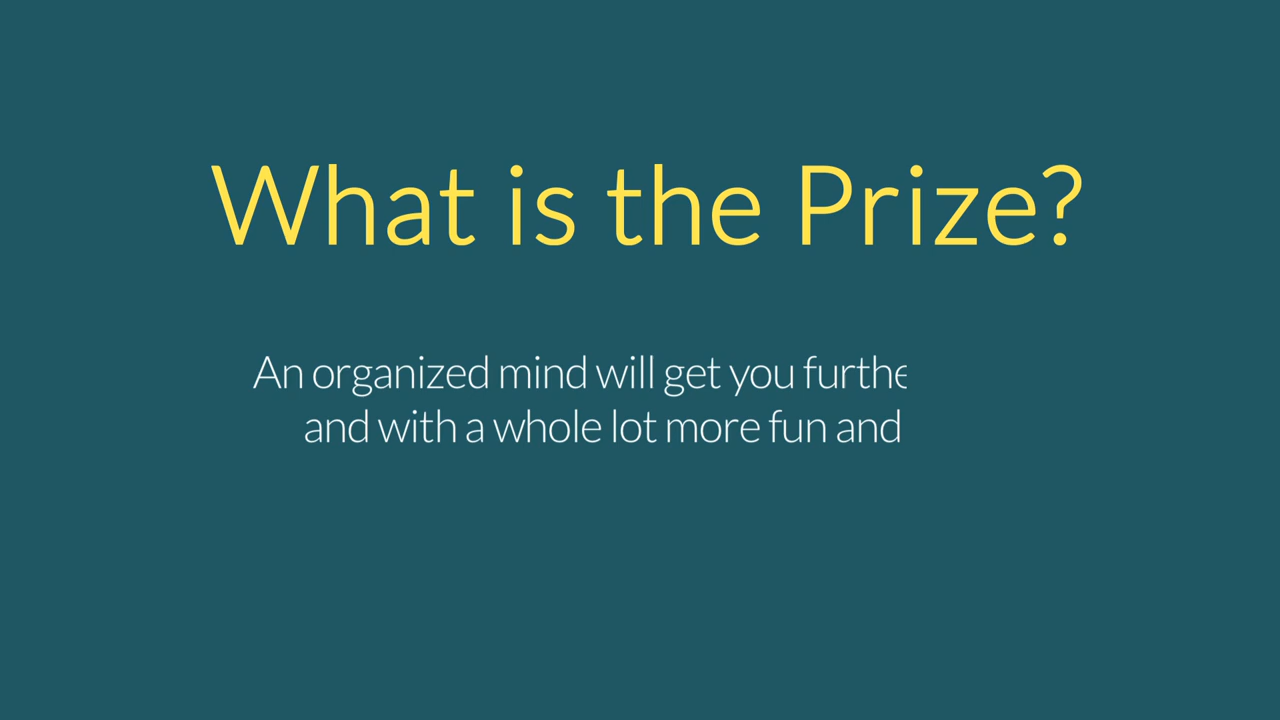 What is the Prize?
An organized mind will get you furthe
and with a whole lot more fun and